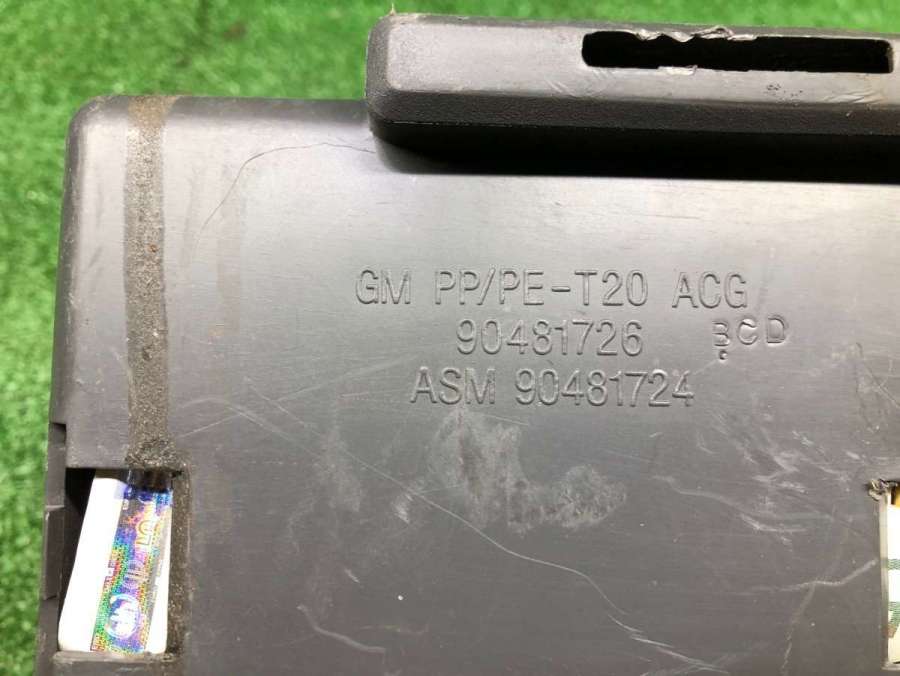 GM PP/PE-T20 ACG
90481726 BCD
ASM 90481724